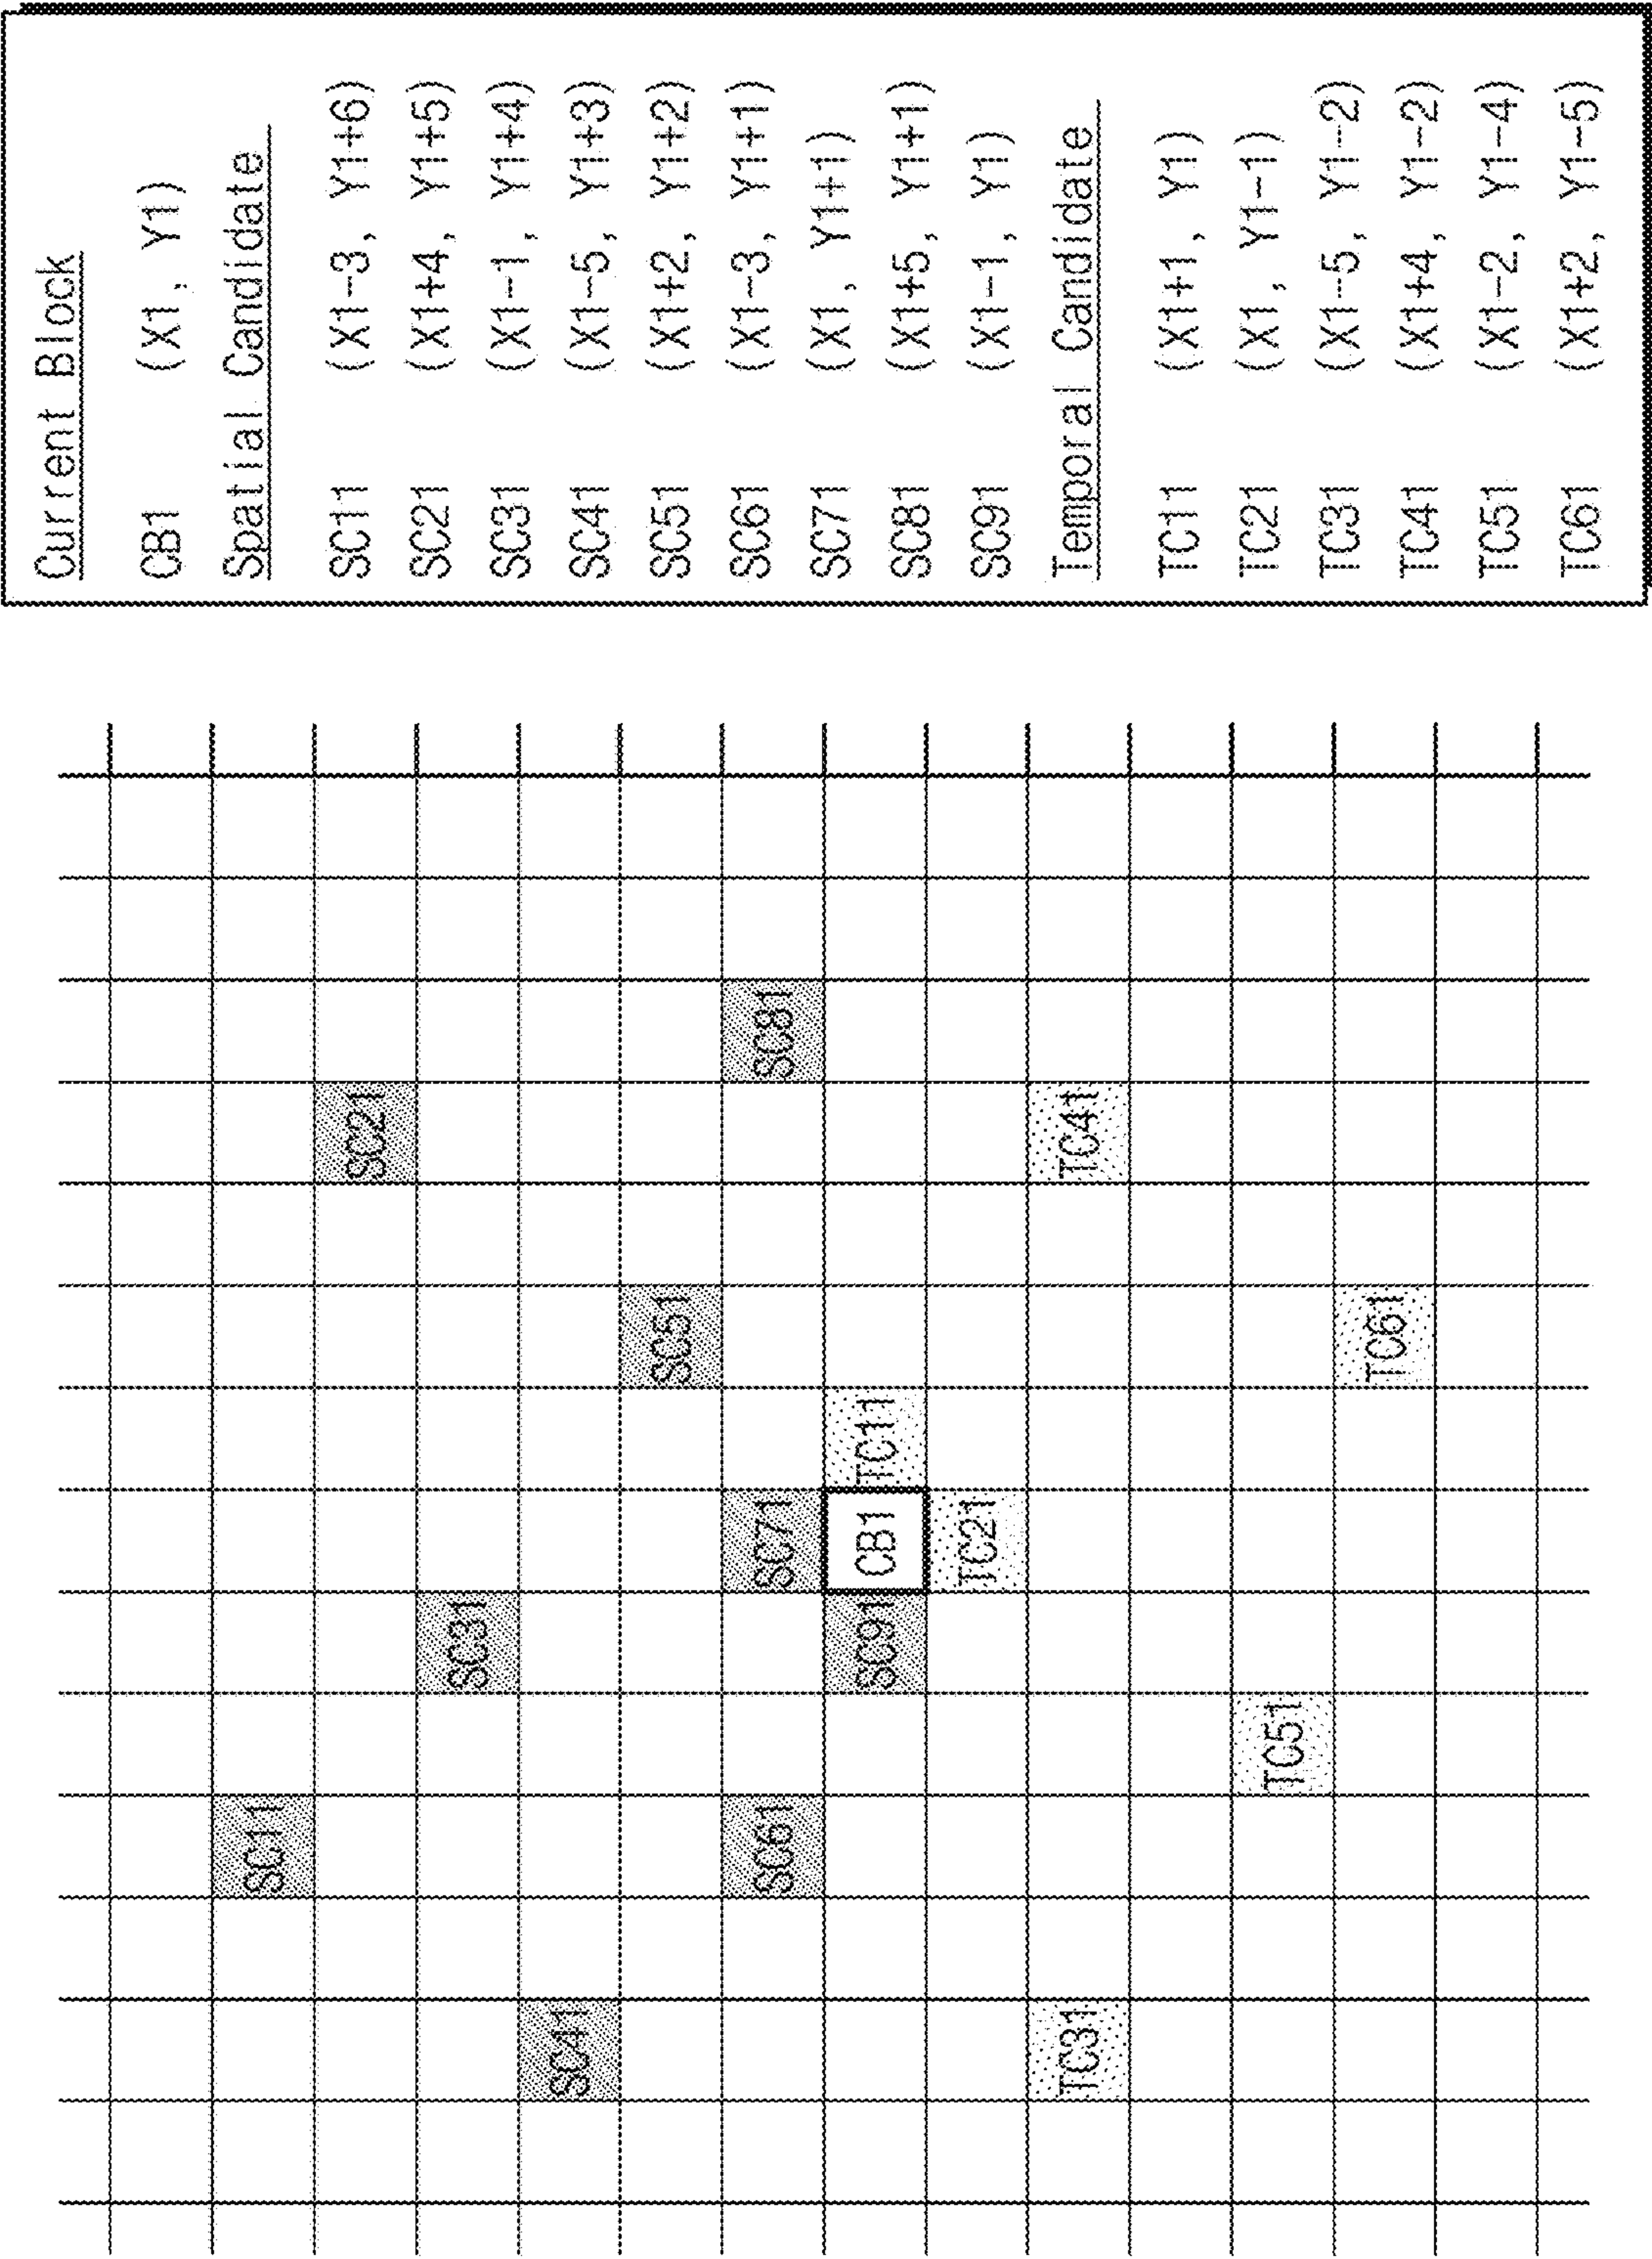 SC11
SC21
SC31
SC41
SC51
SC61 SC71 SC81
SC91 CB1 TC11
TC21
TC31 TC41
TC51
TC61
Current Block
CB1 (X1, Y1)
Spatial Candidate
SC11 (X1-3, Y1+6)
SC21 (X1+4, Y1+5)
SC31 (X1-1, Y1+4)
SC41 (X1-5, Y1+3)
SC51 (X1+2, Y1+2)
SC61 (X1-3, Y1+1)
SC71 (X1, Y1+1)
SC81 (X1+5, Y1+1)
SC91 (X1-1, Y1)
Temporal Candidate
TC11 (X1+1, Y1)
TC21 (X1, Y1-1)
TC31 (X1-5, Y1-2)
TC41 (X1+4, Y1-2)
TC51 (X1-2, Y1-4)
TC61 (X1+2, Y1-5)